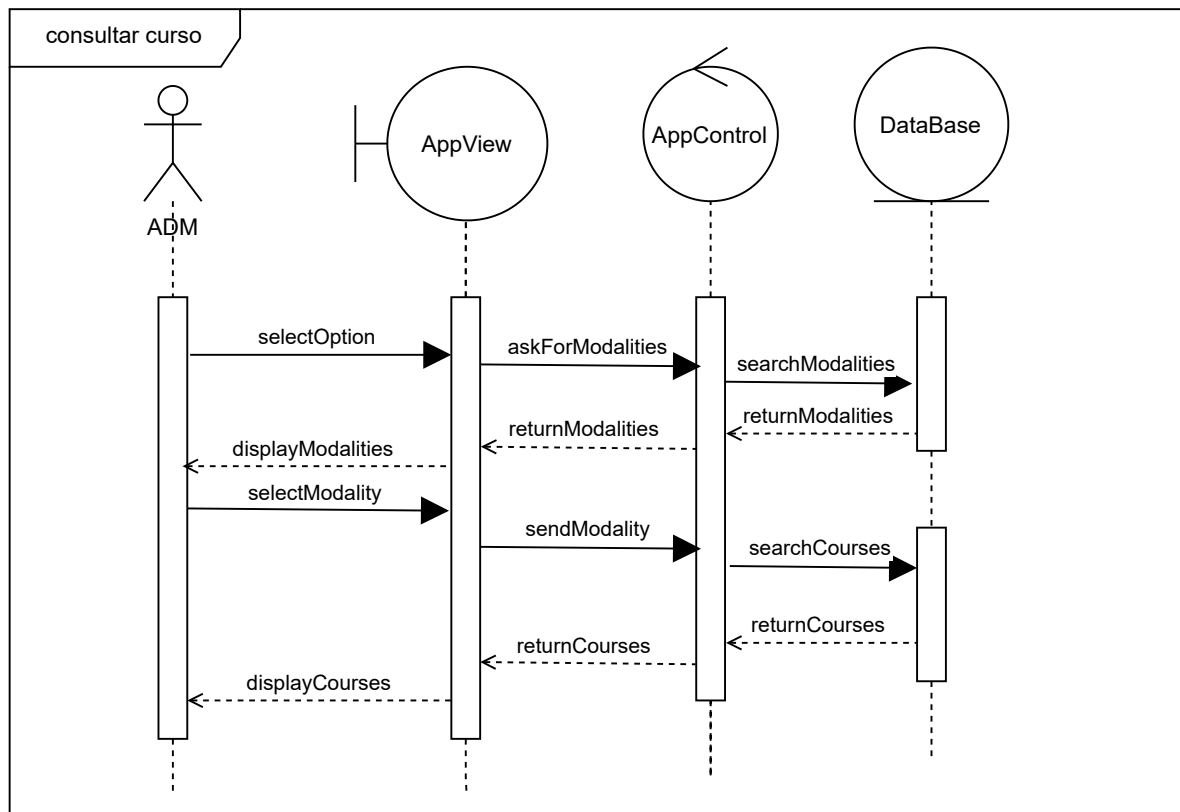 consultar curso
AppView
AppControl
DataBase
ADM
selectOption
askForModalities
searchModalities
returnModalities
returnModalities
displayModalities
selectModality
sendModality
searchCourses
returnCourses
returnCourses
displayCourses